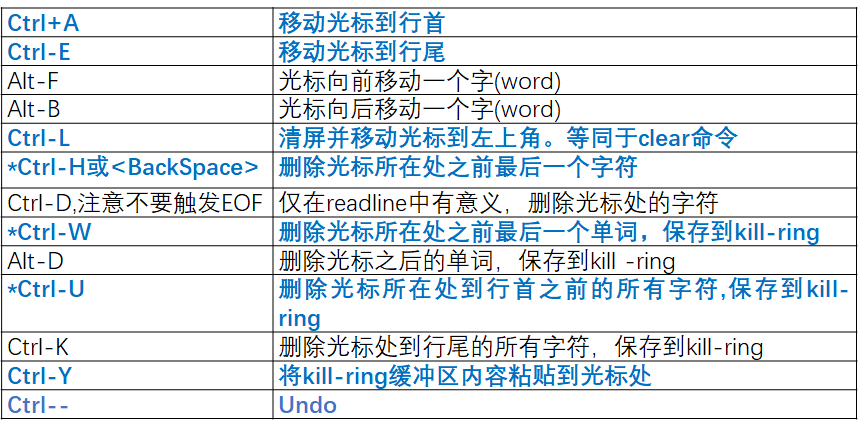 Ctrl+A 移动光标到行首
Ctrl-E 移动光标到行尾
Alt-F 光标向前移动一个字(word)
Alt-B 光标向后移动一个字(word)
Ctrl-L 清屏并移动光标到左上角。等同于clear命令
*Ctrl-H或<BackSpace> 删除光标所在处之前最后一个字符
Ctrl-D,注意不要触发EOF 仅在readline中有意义，删除光标处的字符
*Ctrl-W 删除光标所在处之前最后一个单词，保存到kill-ring
Alt-D 删除光标之后的单词，保存到kill -ring
*Ctrl-U 删除光标所在处到行首之前的所有字符,保存到kill-
ring
Ctrl-K 删除光标处到行尾的所有字符，保存到kill-ring
Ctrl-Y 将kill-ring缓冲区内容粘贴到光标处
Ctrl-- Undo